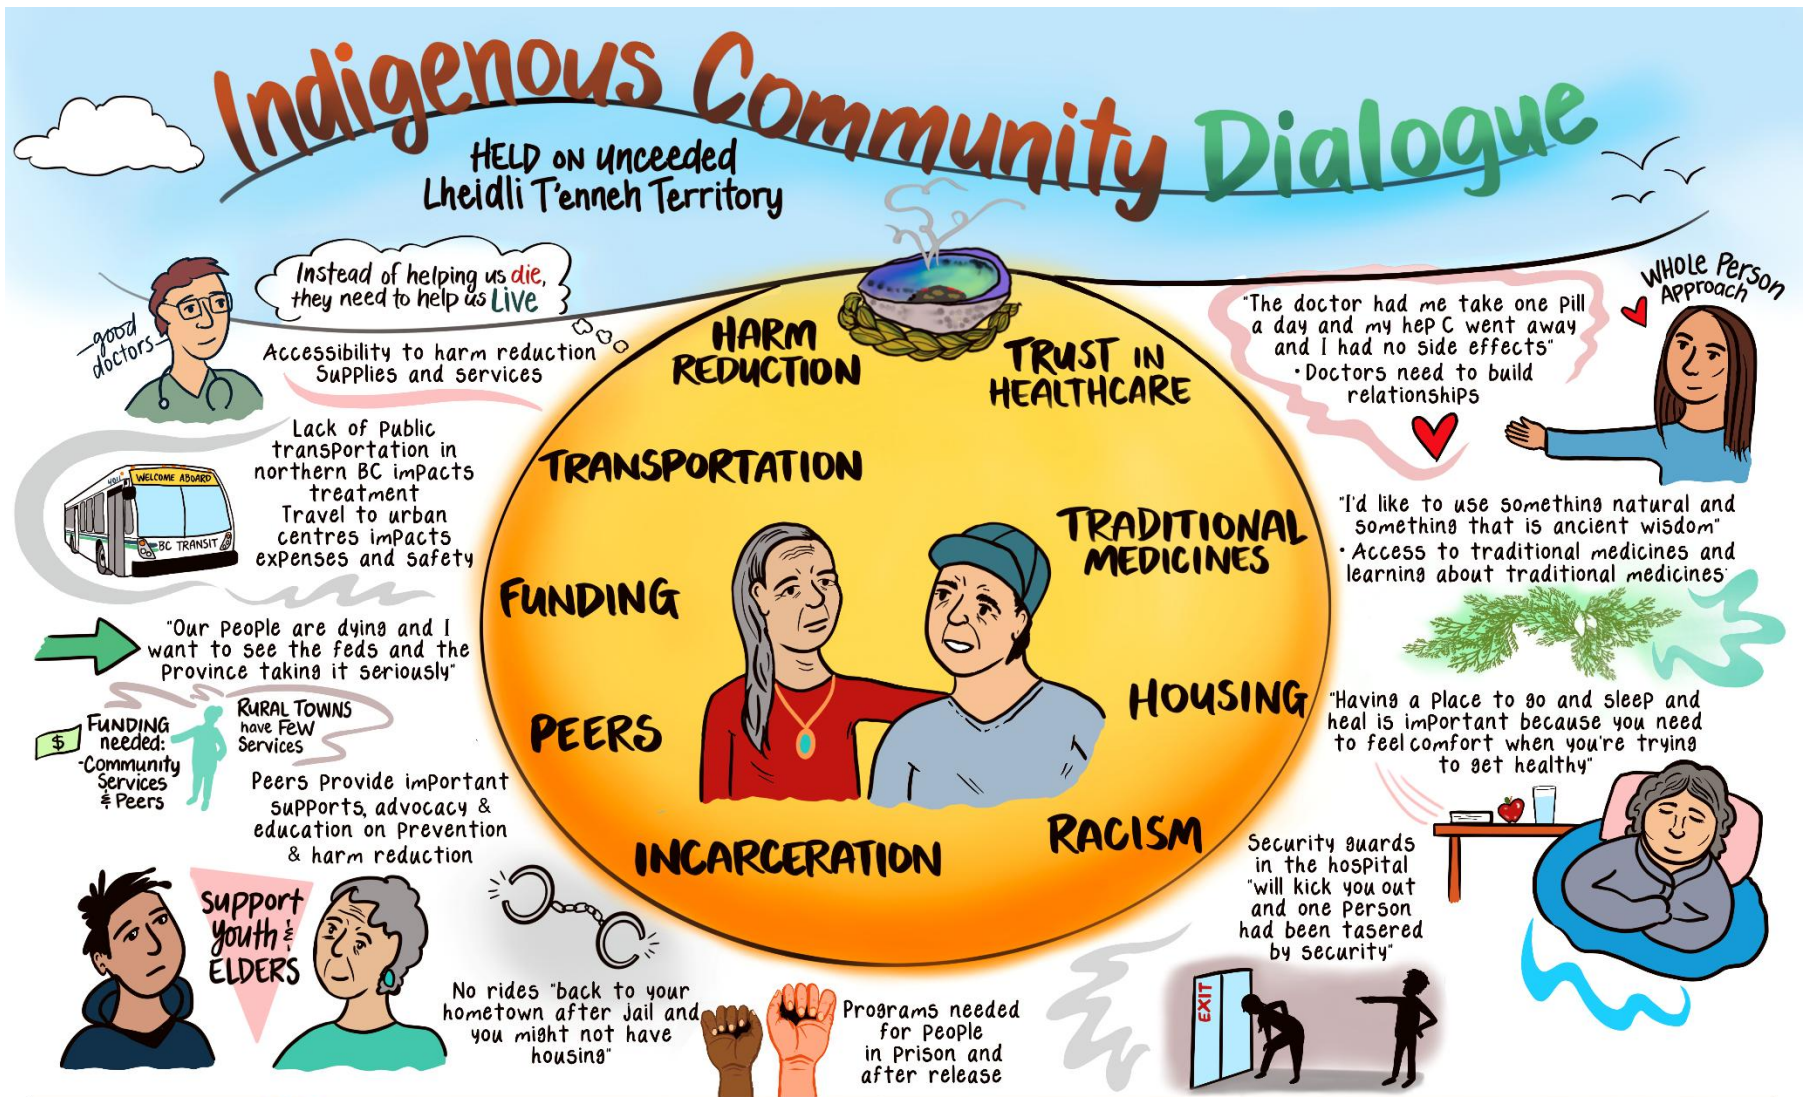 Indigenous Community Dialogue
HELD ON Unceeded
Lheidli T'enneh Territory
good
doctors
Instead of helping us die,
they need to help us Live
Accessibility to harm reduction
supplies and services
Lack of public
transportation in
northern BC impacts
treatment
Travel to urban
centres impacts
expenses and safety
4011
WELCOME ABOARD
BC TRANSIT
"Our people are dying and I
want to see the feds and the
Province taking it seriously"
$
FUNDING
needed:
-Community
Services
& Peers
RURAL TOWNS
have Few
Services
Peers provide important
supports, advocacy &
education on prevention
& harm reduction
Support
Youth &
ELDERS
No rides "back to your
hometown after jail and
you might not have
housing"
Programs needed
for people
in prison and
after release
HARM
REDUCTION
TRUST IN
HEALTHCARE
TRANSPORTATION
TRADITIONAL
MEDICINES
FUNDING
HOUSING
PEERS
RACISM
INCARCERATION
WHOLE PERSON
APPROACH
"The doctor had me take one pill
a day and my hep C went away
and I had no side effects"
• Doctors need to build
relationships
"I'd like to use something natural and
something that is ancient wisdom"
• Access to traditional medicines and
learning about traditional medicines
"Having a place to go and sleep and
heal is important because you need
to feel comfort when you're trying
to get healthy"
Security guards
in the hospital
"will kick you out
and one person
had been tasered
by security"
EXIT